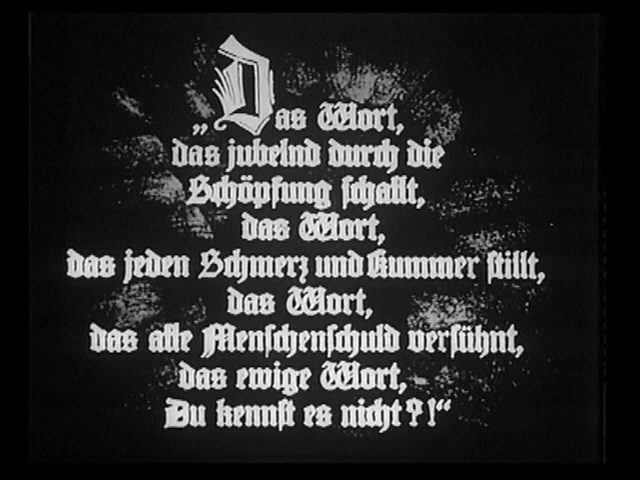 „Das Wort,
das jubelnd durch die
Schöpfung schallt,
das Wort,
das jeden Schmerz und Kummer stillt,
das Wort,
das alle Menschenschuld versühnt,
das ewige Wort,
Du kennst es nicht?!“